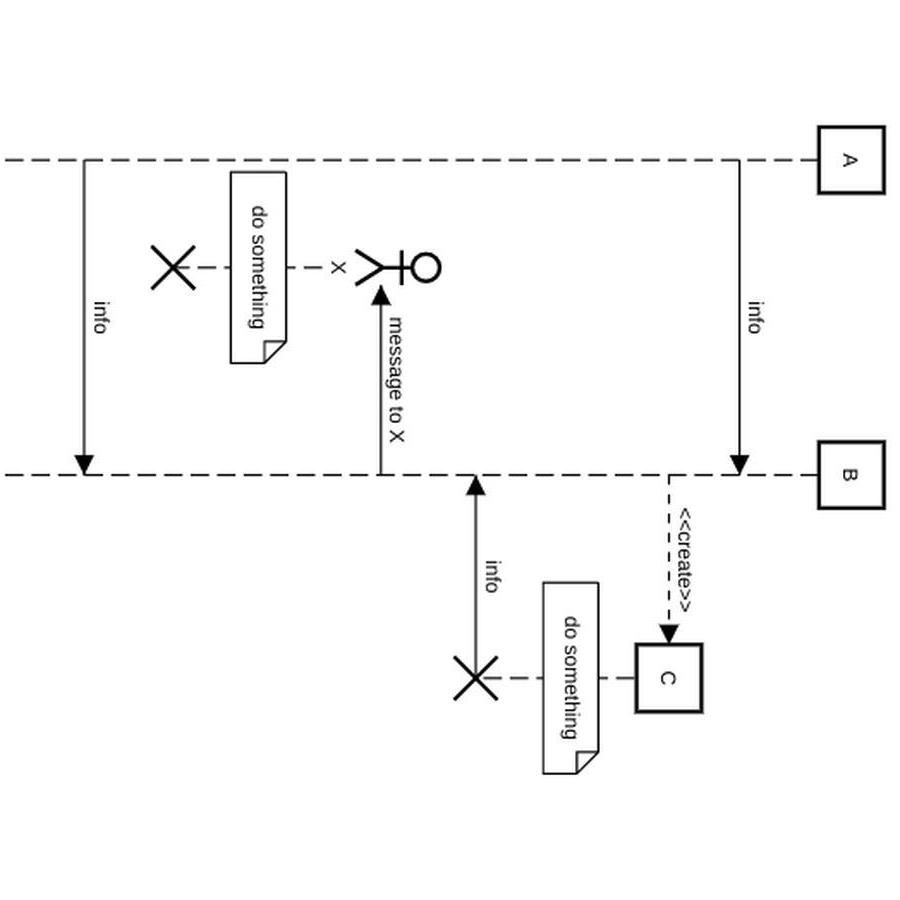 A
B
info
<<create>>
C
do something
info
message to X
X
do something
info